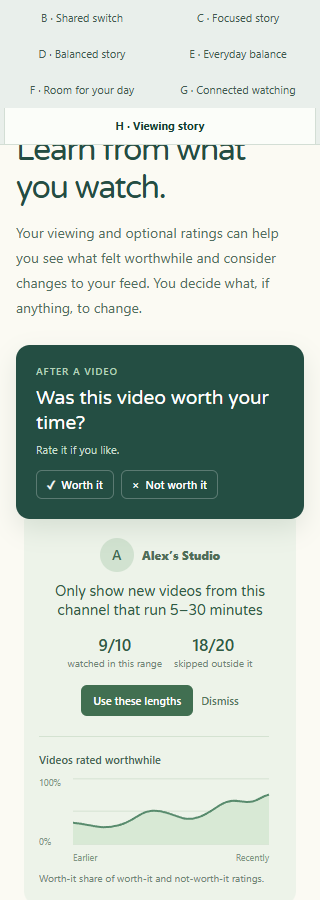 B · Shared switch
C · Focused story
D · Balanced story
E · Everyday balance
F · Room for your day
G · Connected watching
H · Viewing story
Learn from what
you watch.
Your viewing and optional ratings can help
you see what felt worthwhile and consider
changes to your feed. You decide what, if
anything, to change.
AFTER A VIDEO
Was this video worth your
time?
Rate it if you like.
✓ Worth it
× Not worth it
A
Alex's Studio
Only show new videos from this
channel that run 5–30 minutes
9/10
watched in this range
18/20
skipped outside it
Use these lengths
Dismiss
Videos rated worthwhile
100%
0%
Earlier
Recently
Worth-it share of worth-it and not-worth-it ratings.